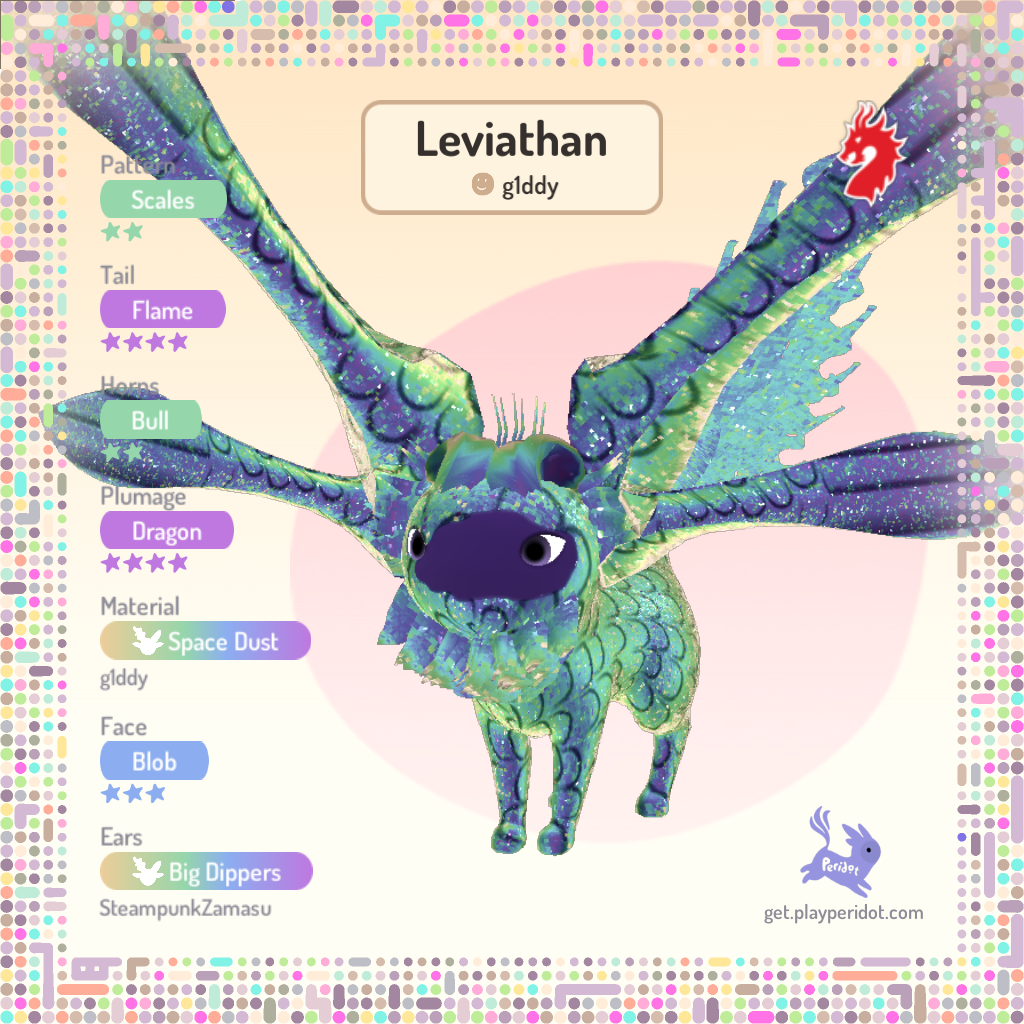 Leviathan
g1ddy
Pattern
Scales
Tail
Flame
Horns
Bull
Plumage
Dragon
Material
Space Dust
g1ddy
Face
Blob
Ears
Big Dippers
SteampunkZamasu
Peridot
get.playperidot.com